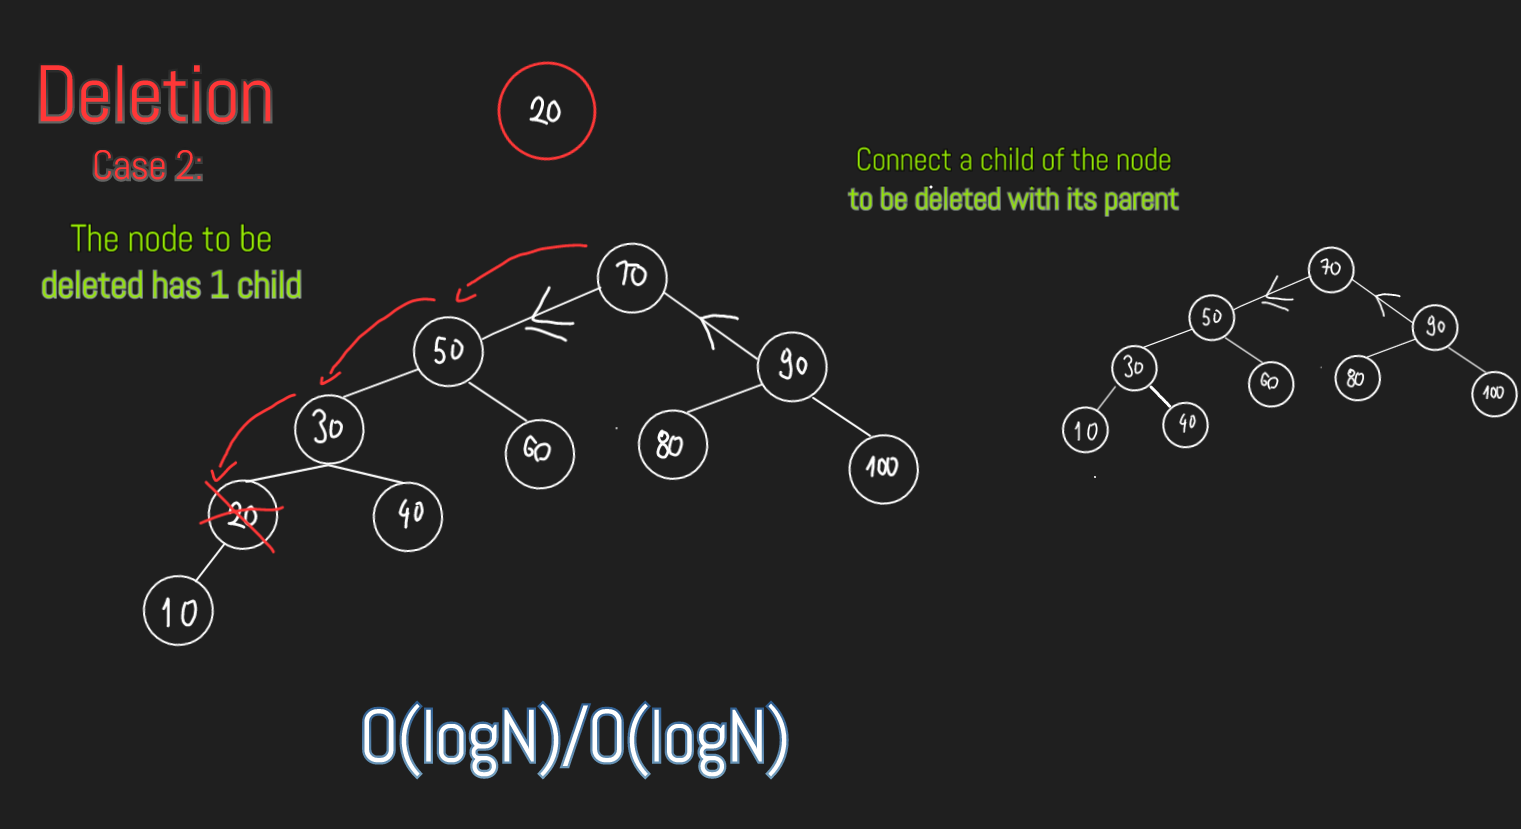 Deletion
Case 2:
The node to be
deleted has 1 child
20
Connect a child of the node
to be deleted with its parent
70
50
90
30
60
80
100
20
40
10
70
50
90
30
60
80
100
10
40
O(logN)/O(logN)